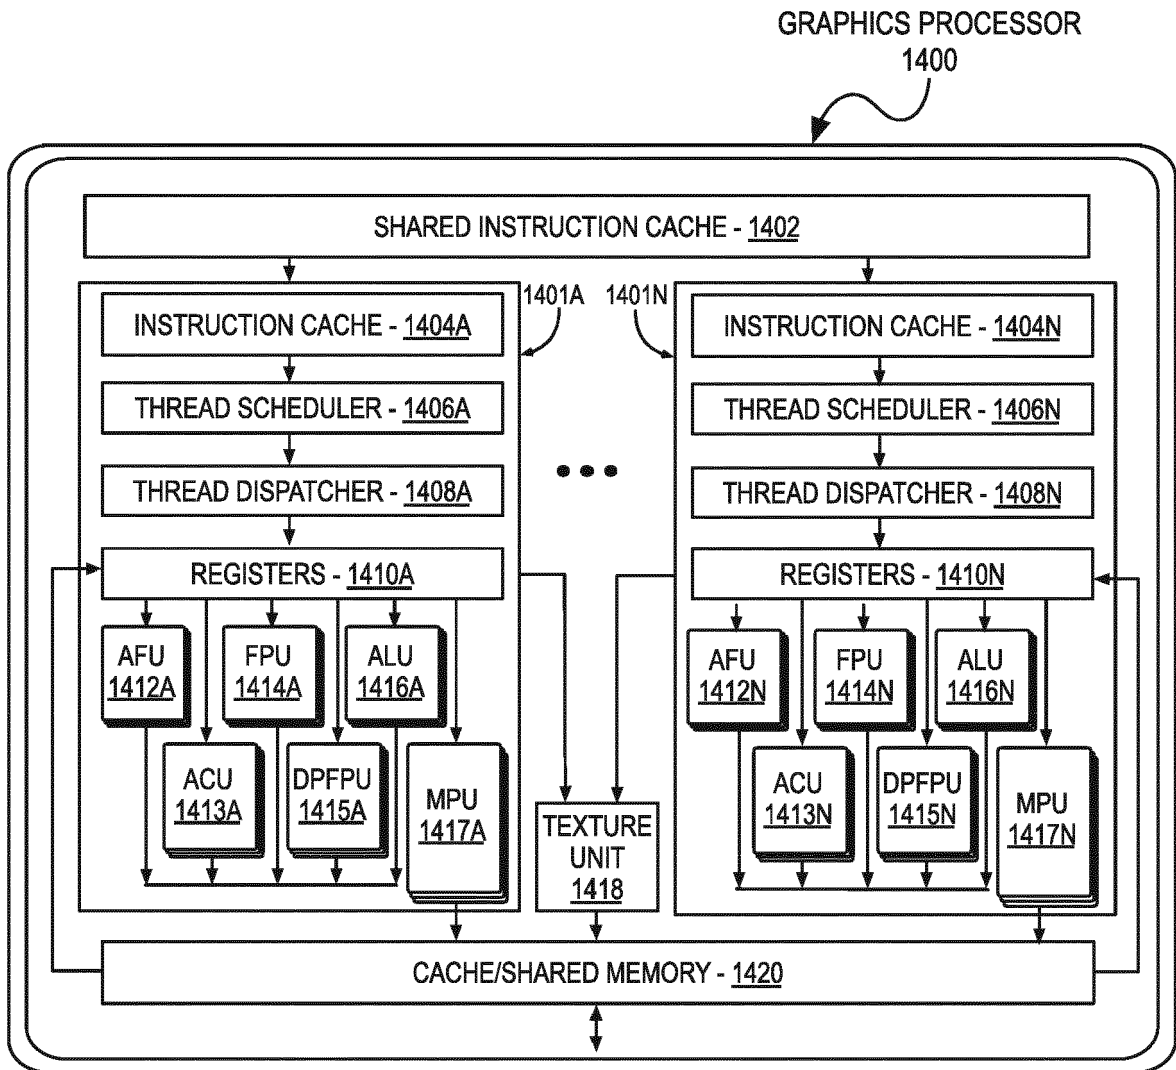 GRAPHICS PROCESSOR
1400
SHARED INSTRUCTION CACHE - 1402
1401A
1401N
INSTRUCTION CACHE - 1404A
THREAD SCHEDULER - 1406A
THREAD DISPATCHER - 1408A
REGISTERS - 1410A
AFU
1412A
FPU
1414A
ALU
1416A
ACU
1413A
DPFPU
1415A
MPU
1417A
TEXTURE
UNIT
1418
INSTRUCTION CACHE - 1404N
THREAD SCHEDULER - 1406N
THREAD DISPATCHER - 1408N
REGISTERS - 1410N
AFU
1412N
FPU
1414N
ALU
1416N
ACU
1413N
DPFPU
1415N
MPU
1417N
CACHE/SHARED MEMORY - 1420